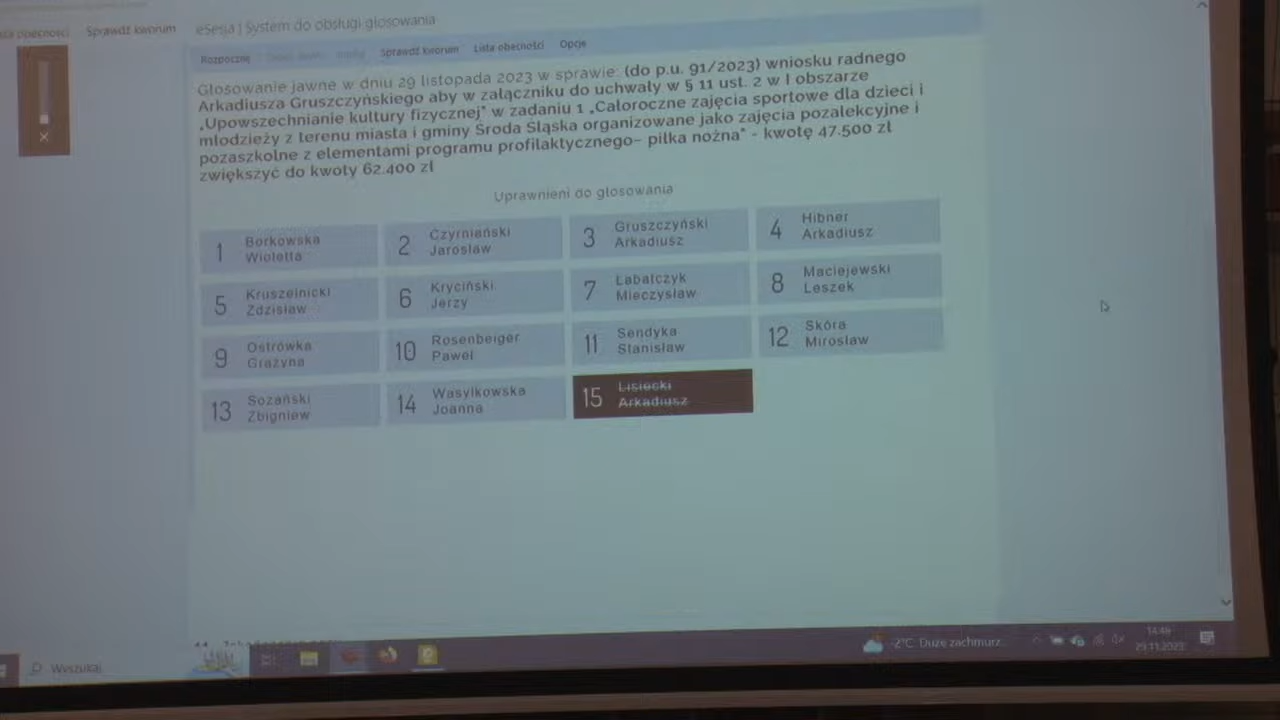 Sprawdź kworum
eSesja | System do obsługi głosowania
Rozpocznij
Sprawdź kworum
Lista obecności
Opcje
Głosowanie jawne w dniu 29 listopada 2023 w sprawie: (do p.u. 91/2023) wniosku radnego
Arkadiusza Gruszczyńskiego aby w załączniku do uchwały w § 11 ust. 2 w I obszarze
„Upowszechnianie kultury fizycznej" w zadaniu 1 „Całoroczne zajęcia sportowe dla dzieci i
młodzieży z terenu miasta i gminy Środa Śląska organizowane jako zajęcia pozalekcyjne i
pozaszkolne z elementami programu profilaktycznego– piłka nożna" - kwotę 47.500 zł
zwiększyć do kwoty 62.400 zł
Uprawnieni do głosowania
1 Borkowska Wioletta
2 Czyrniański Jarosław
3 Gruszczyński Arkadiusz
4 Hibner Arkadiusz
5 Kruszelnicki Zdzisław
6 Kryciński Jerzy
7 Łabatczyk Mieczysław
8 Maciejewski Leszek
9 Ostrówka Grażyna
10 Rosenbeiger Paweł
11 Sendyka Stanisław
12 Skóra Mirosław
13 Sozański Zbigniew
14 Wasylkowska Joanna
15 Lisiecki Arkadiusz
Wyszukaj
-2°C Duże zachmurz.
14:49
29.11.2023